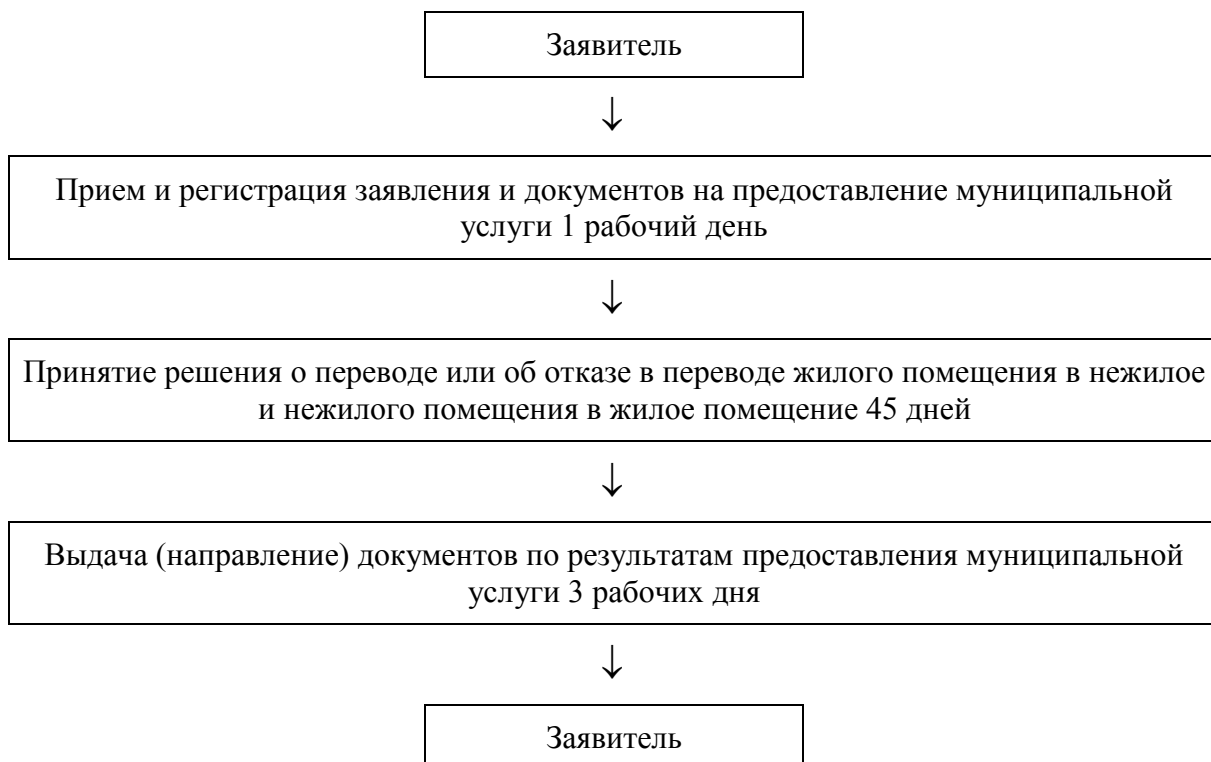 Заявитель
↓
Прием и регистрация заявления и документов на предоставление муниципальной
услуги 1 рабочий день
↓
Принятие решения о переводе или об отказе в переводе жилого помещения в нежилое
и нежилого помещения в жилое помещение 45 дней
↓
Выдача (направление) документов по результатам предоставления муниципальной
услуги 3 рабочих дня
↓
Заявитель